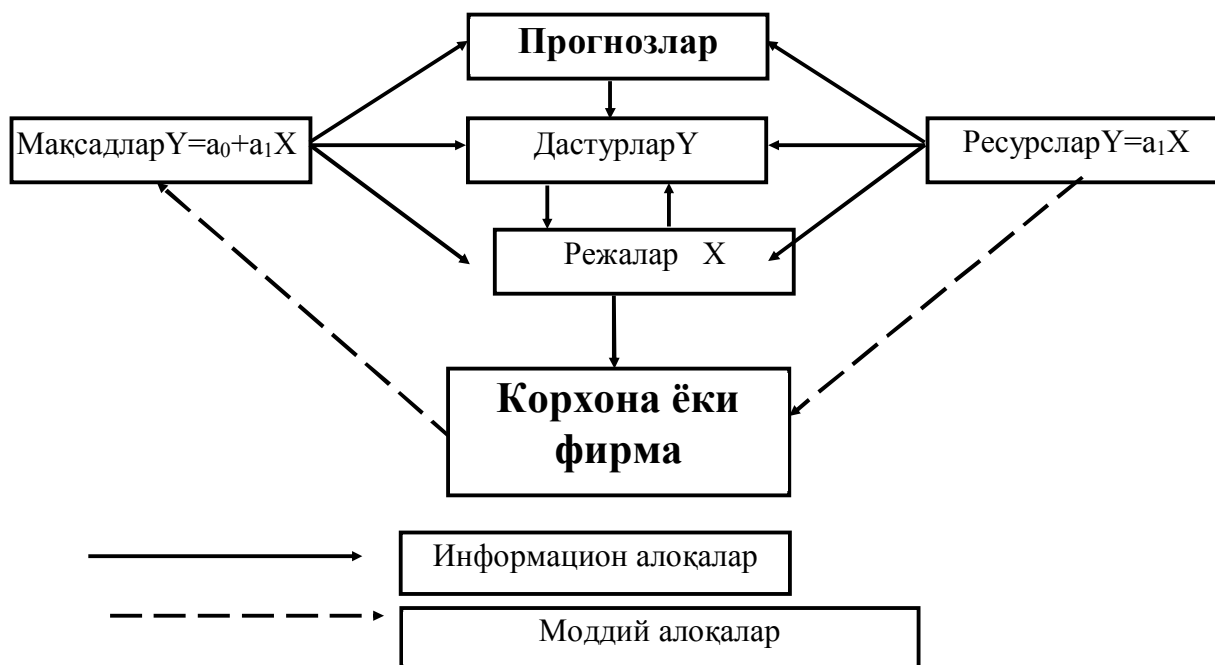 Прогнозлар
МақсадларY=a₀+a₁X
ДастурларY
РесурсларY=a₁X
Режалар X
Корхона ёки
фирма
Информацион алоқалар
Моддий алоқалар